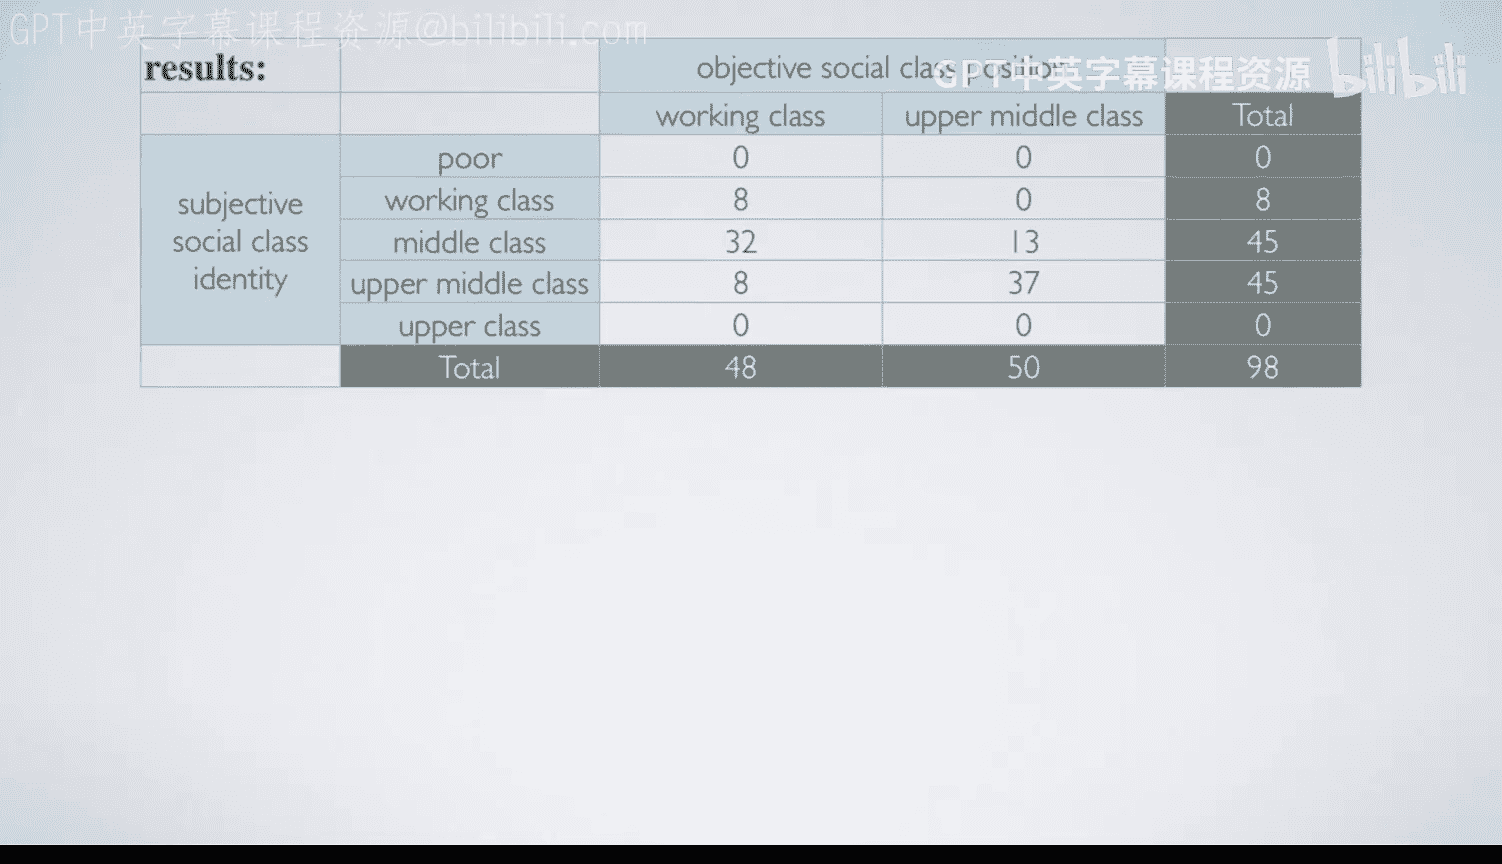 GPT中英字幕课程资源@bilibili.com
GPT中英字幕课程资源 bilibili
results: objective social class position
working class upper middle class Total
poor 0 0 0
subjective social class identity
working class 8 0 8
middle class 32 13 45
upper middle class 8 37 45
upper class 0 0 0
Total 48 50 98